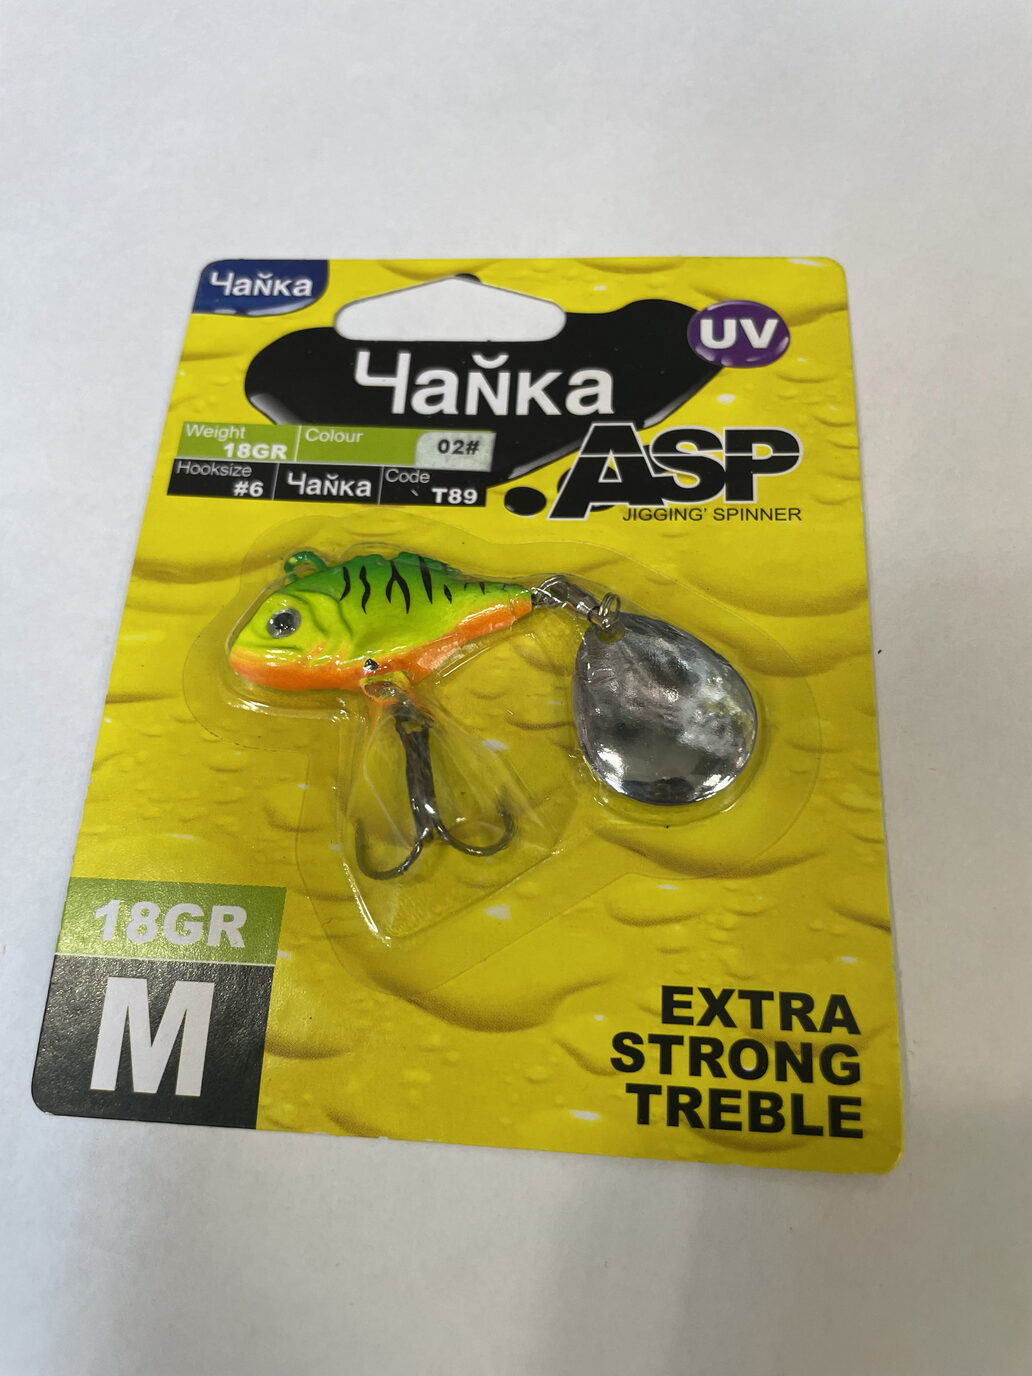 Чайка
UV
Чайка
Weight
18GR
Colour
02#
ASP
JIGGING' SPINNER
Hooksize
#6
Чайка
Code
T89
18GR
M
EXTRA
STRONG
TREBLE